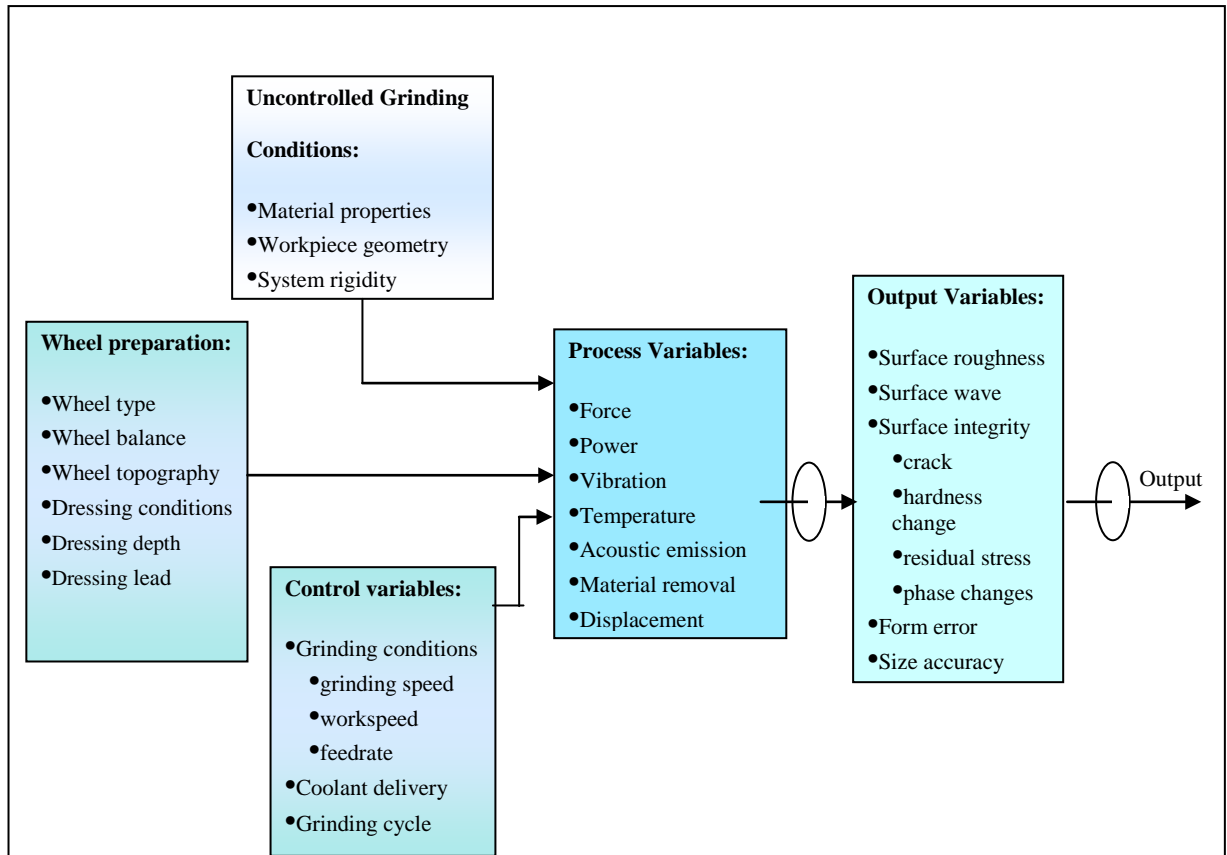 Uncontrolled Grinding
Conditions:
•Material properties
•Workpiece geometry
•System rigidity
Wheel preparation:
•Wheel type
•Wheel balance
•Wheel topography
•Dressing conditions
•Dressing depth
•Dressing lead
Control variables:
•Grinding conditions
•grinding speed
•workspeed
•feedrate
•Coolant delivery
•Grinding cycle
Process Variables:
•Force
•Power
•Vibration
•Temperature
•Acoustic emission
•Material removal
•Displacement
Output Variables:
•Surface roughness
•Surface wave
•Surface integrity
•crack
•hardness
change
•residual stress
•phase changes
•Form error
•Size accuracy
Output